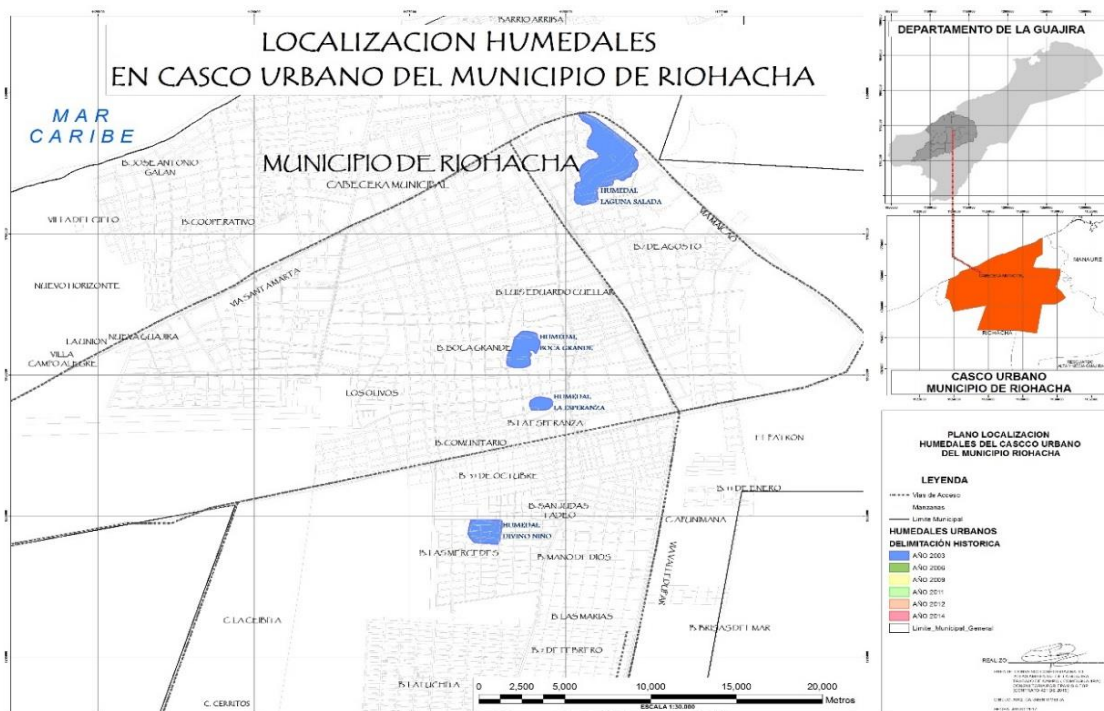 BARRIO ARRIBA
LOCALIZACION HUMEDALES
EN CASCO URBANO DEL MUNICIPIO DE RIOHACHA
MAR
CARIBE
B. JOSE ANTONIO
GALAN
MUNICIPIO DE RIOHACHA
CABECERA MUNICIPAL
HUMEDAL
LAGUNA SALADA
VILLA DEL CIELO
B. COOPERATIVO
VIA MAICAO
B. 7 DE AGOSTO
NUEVO HORIZONTE
VIA SANTA MARTA
B. LUIS EDUARDO CUELLAR
LA UNION
NUEVA GUAJIRA
VILLA
CAMPO ALEGRE
B. BOCA GRANDE
HUMEDAL
BOCA GRANDE
LOS OLIVOS
HUMEDAL
LA ESPERANZA
B. LA ESPERANZA
B. COMUNITARIO
EL PATRON
B. 31 DE OCTUBRE
B. 11 DE ENERO
B. SAN JUDAS
TADEO
HUMEDAL
DIVINO NIÑO
B. LAS MERCEDES
B. MANO DE DIOS
VIA VALLEDUPAR
C. LA CEIBITA
B. LAS MARIAS
B. BRISAS DEL MAR
B. 7 DE FEBRERO
B. LA LUCHITA
C. CERRITOS
0 2,500 5,000 10,000 15,000 20,000
Metros
ESCALA 1:30.000
DEPARTAMENTO DE LA GUAJIRA
MANAURE
RIOHACHA
CASCO URBANO
MUNICIPIO DE RIOHACHA
PLANO LOCALIZACION
HUMEDALES DEL CASCCO URBANO
DEL MUNICIPIO RIOHACHA
LEYENDA
Vias de Acceso
Manzanas
Limite Municipal
HUMEDALES URBANOS
DELIMITACIÓN HISTORICA
AÑO 2003
AÑO 2006
AÑO 2009
AÑO 2011
AÑO 2012
AÑO 2014
Limite_Municipal_General
REALIZO: